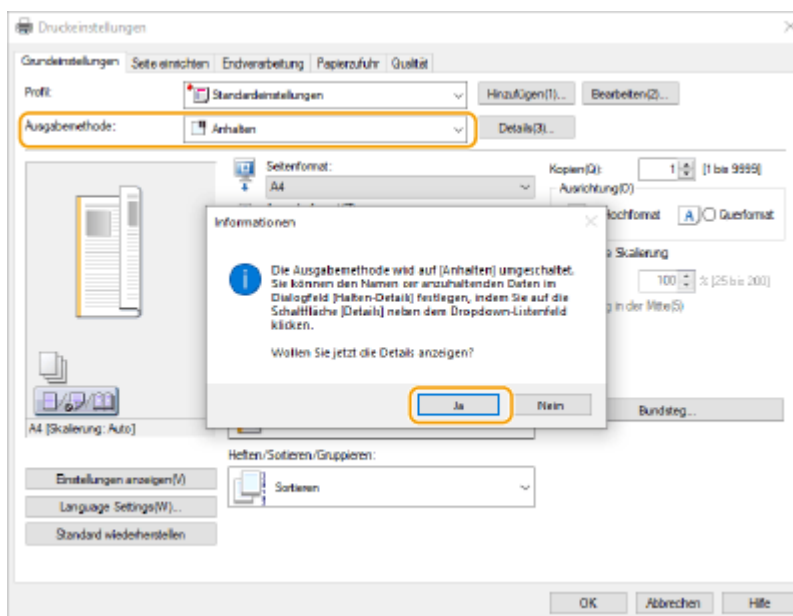 Druckeinstellungen
Grundeinstellungen Seite einrichten Endverarbeitung Papierzufuhr Qualität
Profil: Standardeinstellungen Hinzufügen(1)... Bearbeiten(2)...
Ausgabemethode: Anhalten Details(3)...
Seitenformat:
A4
Kopien(Q): 1 [1 bis 9999]
Ausrichtung(O)
Hochformat A Querformat
Skalierung
100 % [25 bis 200]
in der Mitte(S)
Informationen
Die Ausgabemethode wird auf [Anhalten] umgeschaltet.
Sie können den Namen der anzuhaltenden Daten im
Dialogfeld [Halten-Detail] festlegen, indem Sie auf die
Schaltfläche [Details] neben dem Dropdown-Listenfeld
klicken.
Wollen Sie jetzt die Details anzeigen?
Ja Nein
Bundsteg...
A4 [Skalierung: Auto]
Heften/Sortieren/Gruppieren:
Sortieren
Einstellungen anzeigen(V)
Language Settings(W)...
Standard wiederherstellen
OK Abbrechen Hilfe